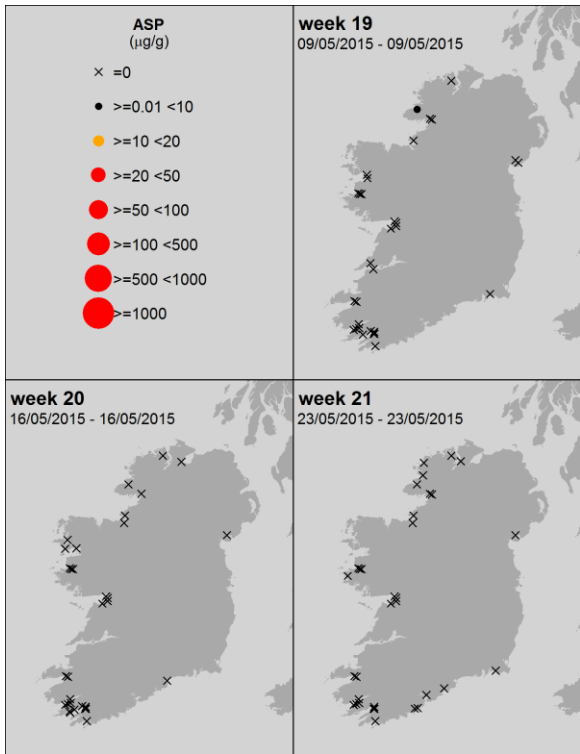 ASP
(µg/g)
=0
>=0.01 <10
>=10 <20
>=20 <50
>=50 <100
>=100 <500
>=500 <1000
>=1000
week 19
09/05/2015 - 09/05/2015
week 20
16/05/2015 - 16/05/2015
week 21
23/05/2015 - 23/05/2015